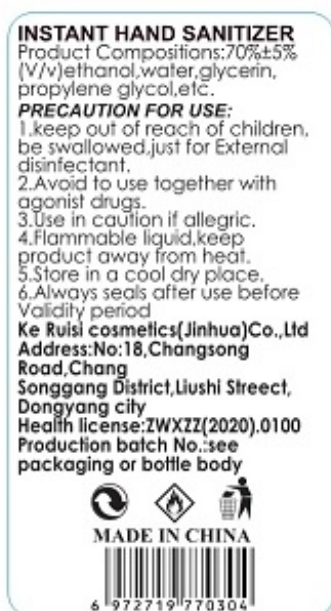 INSTANT HAND SANITIZER
Product Compositions:70%±5%
(V/v)ethanol,water,glycerin,
propylene glycol,etc.
PRECAUTION FOR USE:
1.keep out of reach of children,
be swallowed,just for External
disinfectant.
2.Avoid to use together with
agonist drugs.
3.Use in caution if allegric.
4.Flammable liquid,keep
product away from heat.
5.Store in a cool dry place.
6.Always seals after use before
Validity period
Ke Ruisi cosmetics(Jinhua)Co.,Ltd
Address:No:18,Changsong
Road,Chang
Songgang District,Liushi Streect,
Dongyang city
Health license:ZWXZZ(2020).0100
Production batch No.:see
packaging or bottle body
MADE IN CHINA
6 972719 770304